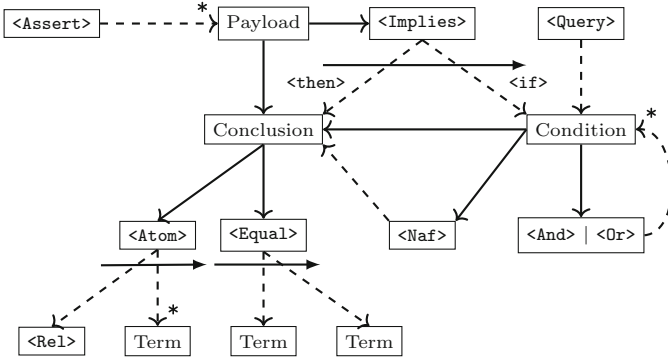 <Assert>
*
Payload
<Implies>
<Query>
<then>
<if>
Conclusion
Condition
*
<Atom>
<Equal>
<Naf>
<And> | <Or>
*
<Rel>
Term
Term
Term